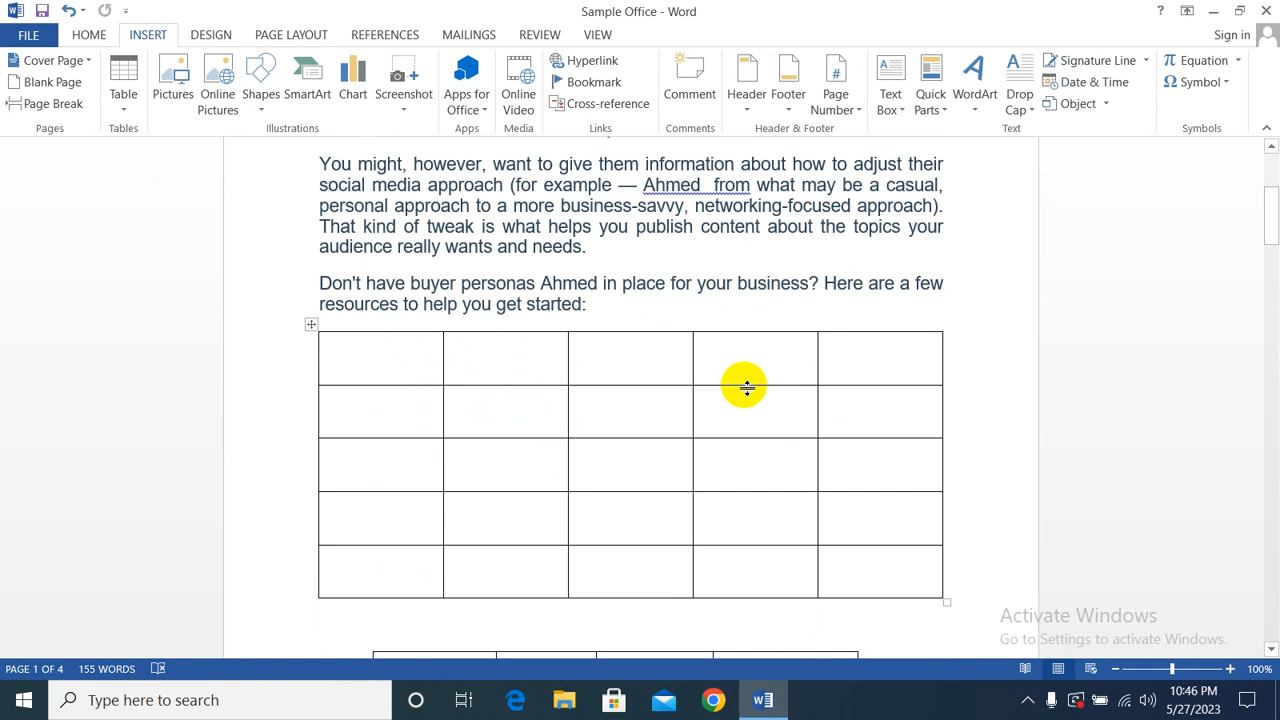 Sample Office - Word
? Sign in
FILE HOME INSERT DESIGN PAGE LAYOUT REFERENCES MAILINGS REVIEW VIEW
Cover Page
Blank Page
Page Break
Pages
Table
Tables
Pictures
Online Pictures
Shapes
SmartArt
Chart
Screenshot
Illustrations
Apps for Office
Apps
Online Video
Media
Hyperlink
Bookmark
Cross-reference
Links
Comment
Comments
Header
Footer
Page Number
Header & Footer
Text Box
Quick Parts
WordArt
Drop Cap
Signature Line
Date & Time
Object
Text
Equation
Symbol
Symbols
You might, however, want to give them information about how to adjust their
social media approach (for example — Ahmed from what may be a casual,
personal approach to a more business-savvy, networking-focused approach).
That kind of tweak is what helps you publish content about the topics your
audience really wants and needs.
Don't have buyer personas Ahmed in place for your business? Here are a few
resources to help you get started:
Activate Windows
Go to Settings to activate Windows.
PAGE 1 OF 4 155 WORDS 100%
Type here to search
10:46 PM
5/27/2023